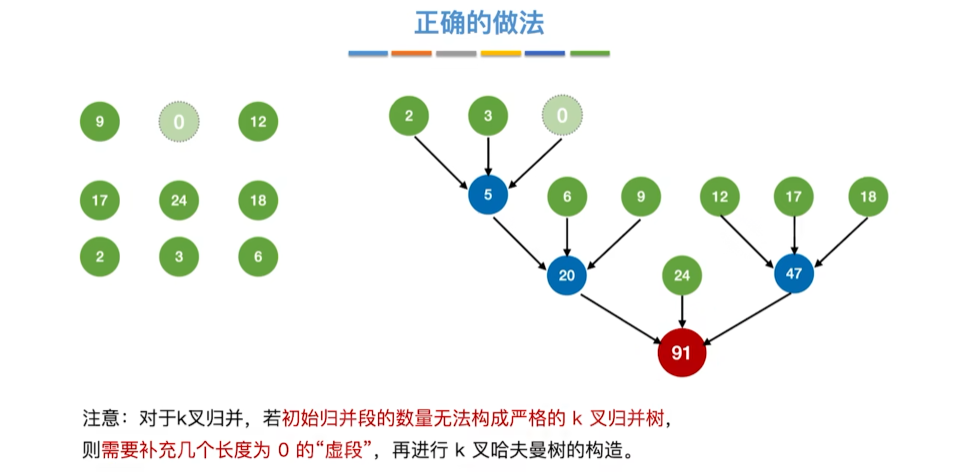 正确的做法
9 0 12
17 24 18
2 3 6
2 3 0
5 6 9 12 17 18
20 24 47
91
注意：对于k叉归并，若初始归并段的数量无法构成严格的 k 叉归并树，
则需要补充几个长度为 0 的“虚段”，再进行 k 叉哈夫曼树的构造。